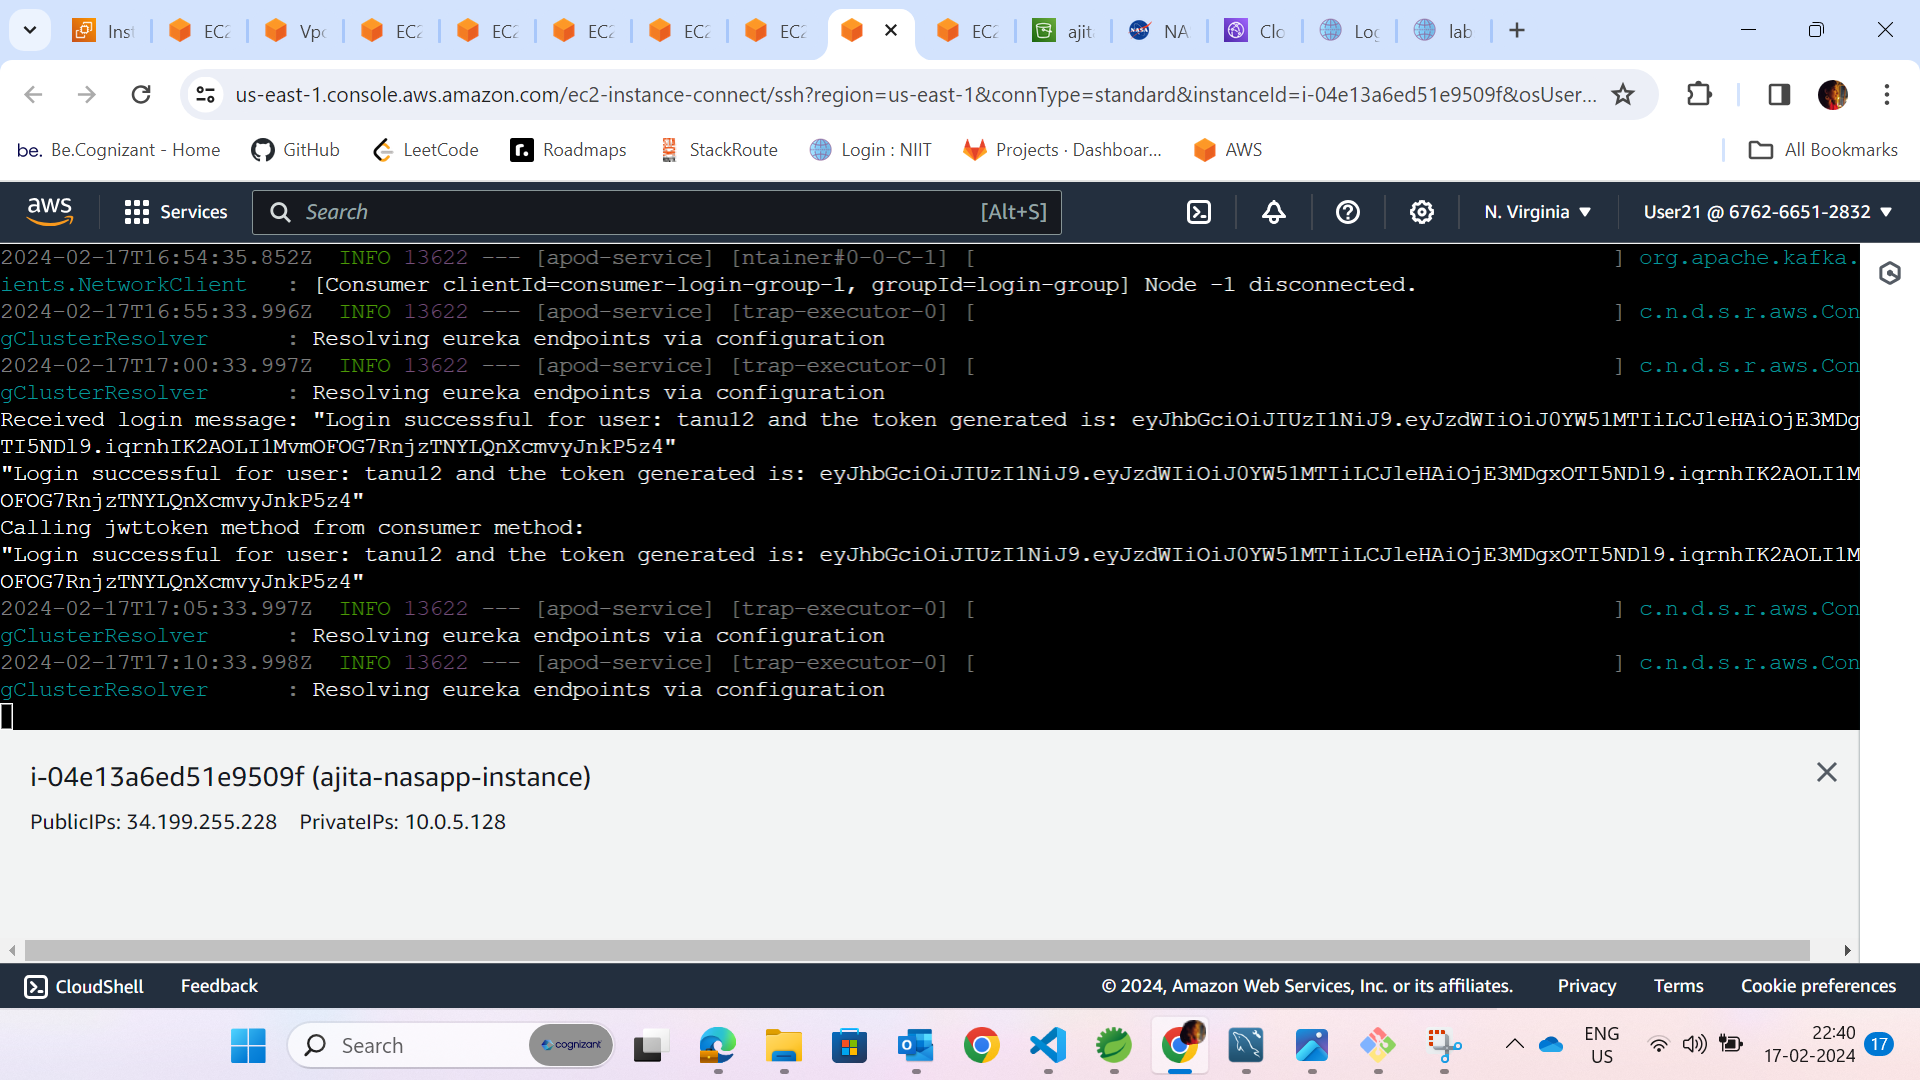 Inst
EC2
Vpc
EC2
EC2
EC2
EC2
EC2
EC2
ajit
NA
Clo
Log
lab
us-east-1.console.aws.amazon.com/ec2-instance-connect/ssh?region=us-east-1&connType=standard&instanceId=i-04e13a6ed51e9509f&osUser...
be. Be.Cognizant - Home
GitHub
LeetCode
Roadmaps
StackRoute
Login : NIIT
Projects · Dashboar...
AWS
All Bookmarks
aws
Services
Search
[Alt+S]
N. Virginia
User21 @ 6762-6651-2832
2024-02-17T16:54:35.852Z INFO 13622 --- [apod-service] [ntainer#0-0-C-1] [ ] org.apache.kafka.
ients.NetworkClient : [Consumer clientId=consumer-login-group-1, groupId=login-group] Node -1 disconnected.
2024-02-17T16:55:33.996Z INFO 13622 --- [apod-service] [trap-executor-0] [ ] c.n.d.s.r.aws.Con
gClusterResolver : Resolving eureka endpoints via configuration
2024-02-17T17:00:33.997Z INFO 13622 --- [apod-service] [trap-executor-0] [ ] c.n.d.s.r.aws.Con
gClusterResolver : Resolving eureka endpoints via configuration
Received login message: "Login successful for user: tanu12 and the token generated is: eyJhbGciOiJIUzI1NiJ9.eyJzdWIiOiJ0YW51MTIiLCJleHAiOjE3MDg
TI5NDl9.iqrnhIK2AOLI1MvmOFOG7RnjzTNYLQnXcmvyJnkP5z4"
"Login successful for user: tanu12 and the token generated is: eyJhbGciOiJIUzI1NiJ9.eyJzdWIiOiJ0YW51MTIiLCJleHAiOjE3MDgxOTI5NDl9.iqrnhIK2AOLI1M
OFOG7RnjzTNYLQnXcmvyJnkP5z4"
Calling jwttoken method from consumer method:
"Login successful for user: tanu12 and the token generated is: eyJhbGciOiJIUzI1NiJ9.eyJzdWIiOiJ0YW51MTIiLCJleHAiOjE3MDgxOTI5NDl9.iqrnhIK2AOLI1M
OFOG7RnjzTNYLQnXcmvyJnkP5z4"
2024-02-17T17:05:33.997Z INFO 13622 --- [apod-service] [trap-executor-0] [ ] c.n.d.s.r.aws.Con
gClusterResolver : Resolving eureka endpoints via configuration
2024-02-17T17:10:33.998Z INFO 13622 --- [apod-service] [trap-executor-0] [ ] c.n.d.s.r.aws.Con
gClusterResolver : Resolving eureka endpoints via configuration
i-04e13a6ed51e9509f (ajita-nasapp-instance)
PublicIPs: 34.199.255.228 PrivateIPs: 10.0.5.128
CloudShell
Feedback
© 2024, Amazon Web Services, Inc. or its affiliates.
Privacy
Terms
Cookie preferences
Search
cognizant
ENG
US
22:40
17-02-2024
17